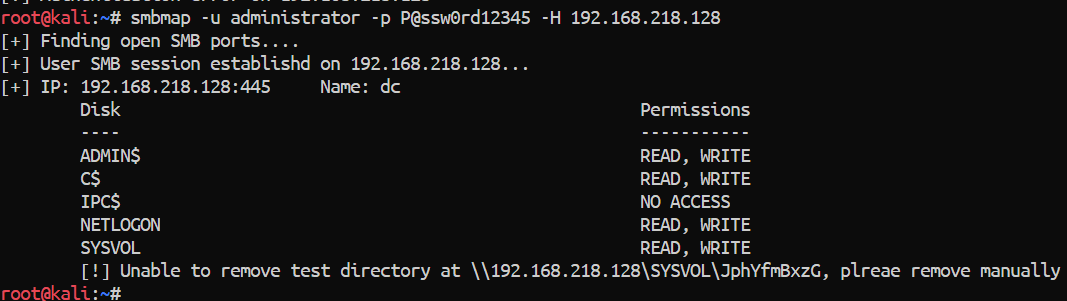 root@kali:~# smbmap -u administrator -p P@ssw0rd12345 -H 192.168.218.128
[+] Finding open SMB ports....
[+] User SMB session establishd on 192.168.218.128...
[+] IP: 192.168.218.128:445 Name: dc
Disk Permissions
---- -----------
ADMIN$ READ, WRITE
C$ READ, WRITE
IPC$ NO ACCESS
NETLOGON READ, WRITE
SYSVOL READ, WRITE
[!] Unable to remove test directory at \\192.168.218.128\SYSVOL\JphYfmBxzG, plreae remove manually
root@kali:~#